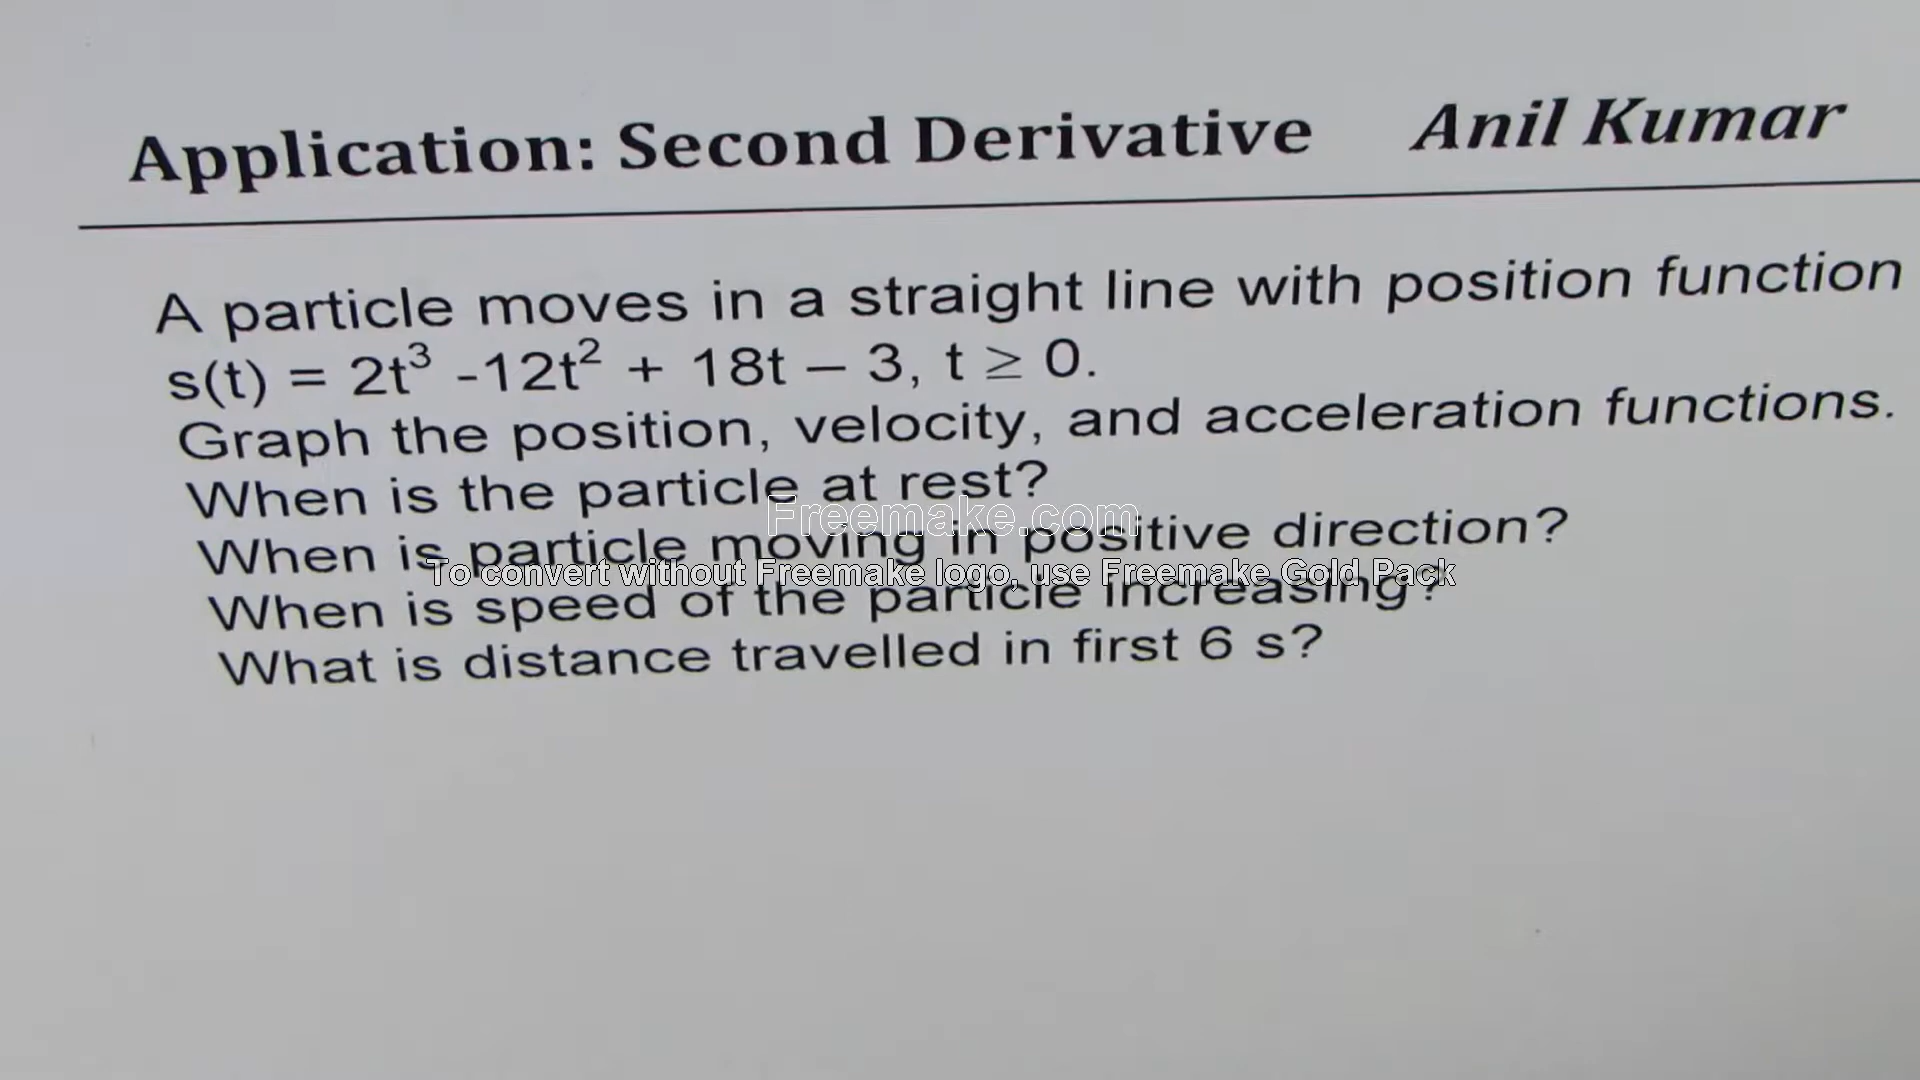 Application: Second Derivative Anil Kumar
A particle moves in a straight line with position function
s(t) = 2t³ -12t² + 18t – 3, t ≥ 0.
Graph the position, velocity, and acceleration functions.
When is the particle at rest?
Freemake.com
When is particle moving in positive direction?
To convert without Freemake logo, use Freemake Gold Pack
When is speed of the particle increasing?
What is distance travelled in first 6 s?